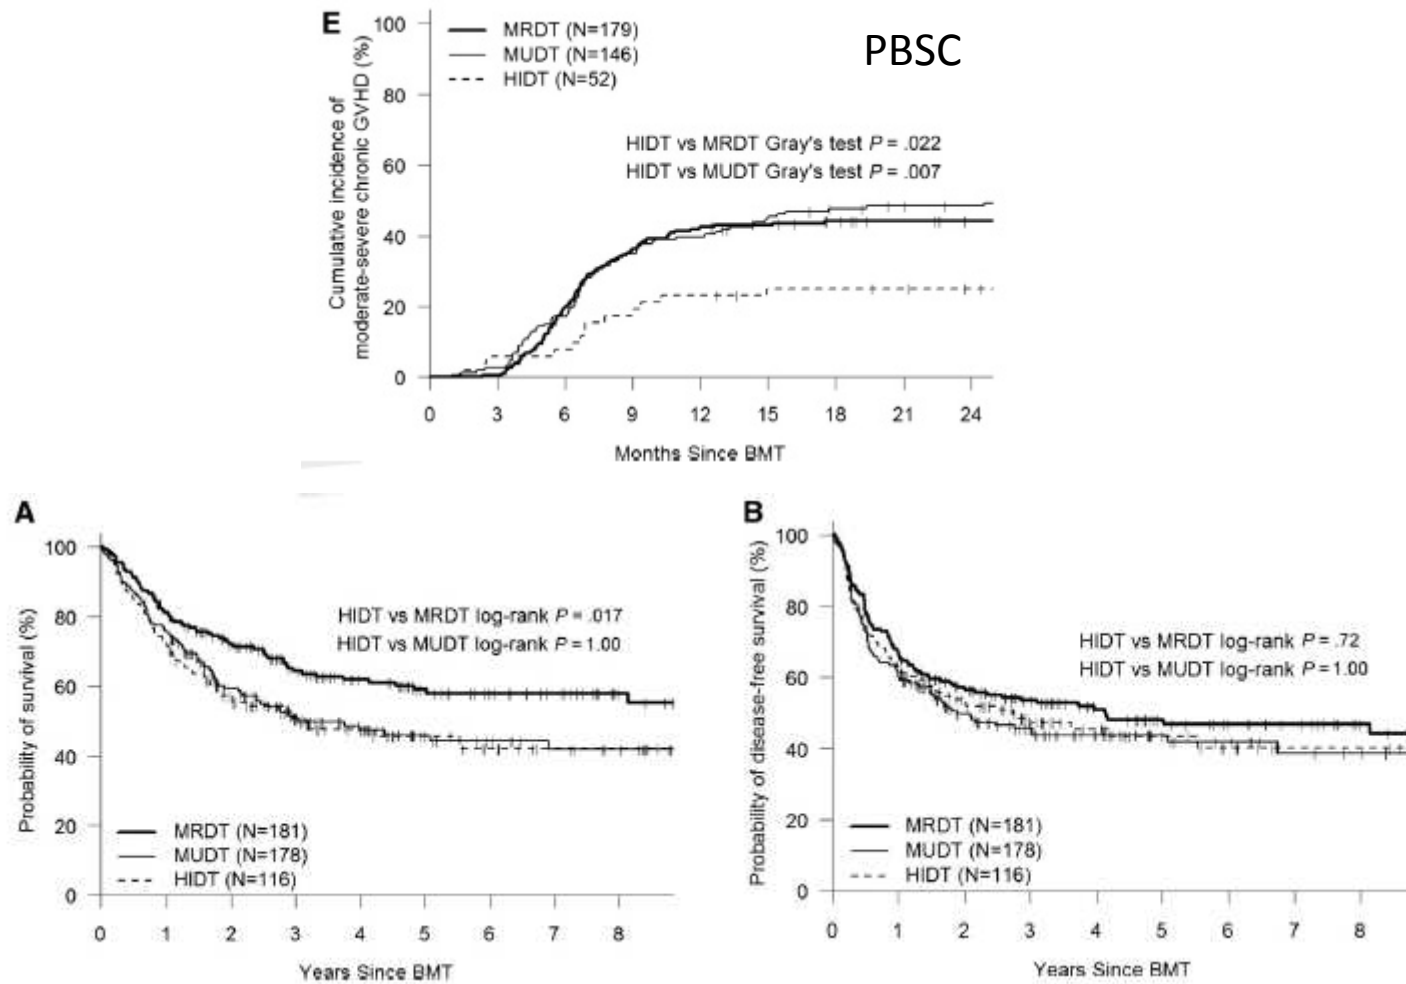 E
PBSC
Cumulative incidence of
moderate-severe chronic GVHD (%)
100
80
60
40
20
0
MRDT (N=179)
MUDT (N=146)
HIDT (N=52)
HIDT vs MRDT Gray's test P = .022
HIDT vs MUDT Gray's test P = .007
0 3 6 9 12 15 18 21 24
Months Since BMT
A
Probability of survival (%)
100
80
60
40
20
0
HIDT vs MRDT log-rank P = .017
HIDT vs MUDT log-rank P = 1.00
MRDT (N=181)
MUDT (N=178)
HIDT (N=116)
0 1 2 3 4 5 6 7 8
Years Since BMT
B
Probability of disease-free survival (%)
100
80
60
40
20
0
HIDT vs MRDT log-rank P = .72
HIDT vs MUDT log-rank P = 1.00
MRDT (N=181)
MUDT (N=178)
HIDT (N=116)
0 1 2 3 4 5 6 7 8
Years Since BMT